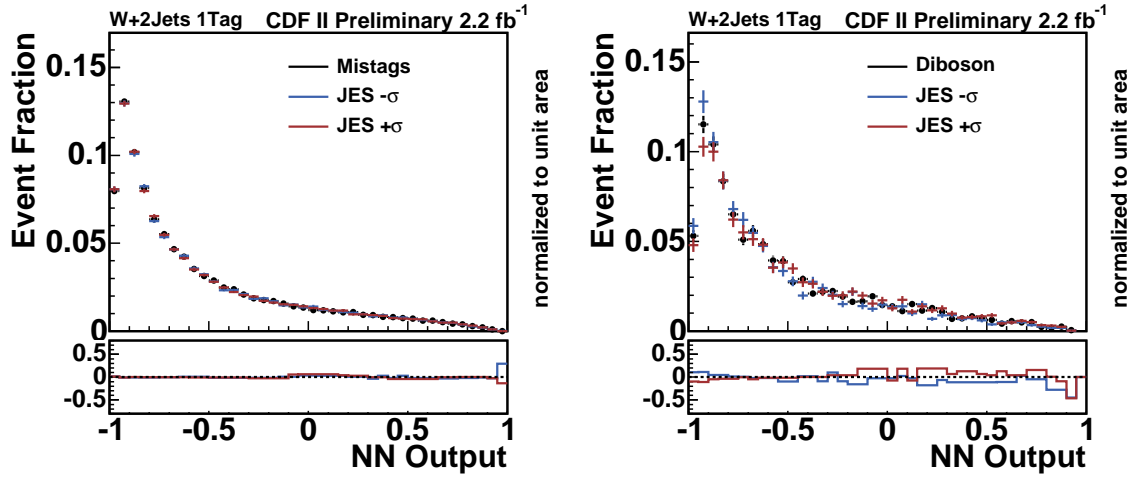 W+2Jets 1Tag CDF II Preliminary 2.2 fb⁻¹
Event Fraction
0.15
0.1
0.05
0
Mistags
JES -σ
JES +σ
normalized to unit area
0.5
0
-0.5
-1 -0.5 0 0.5 1
NN Output
W+2Jets 1Tag CDF II Preliminary 2.2 fb⁻¹
Event Fraction
0.15
0.1
0.05
0
Diboson
JES -σ
JES +σ
normalized to unit area
0.5
0
-0.5
-1 -0.5 0 0.5 1
NN Output